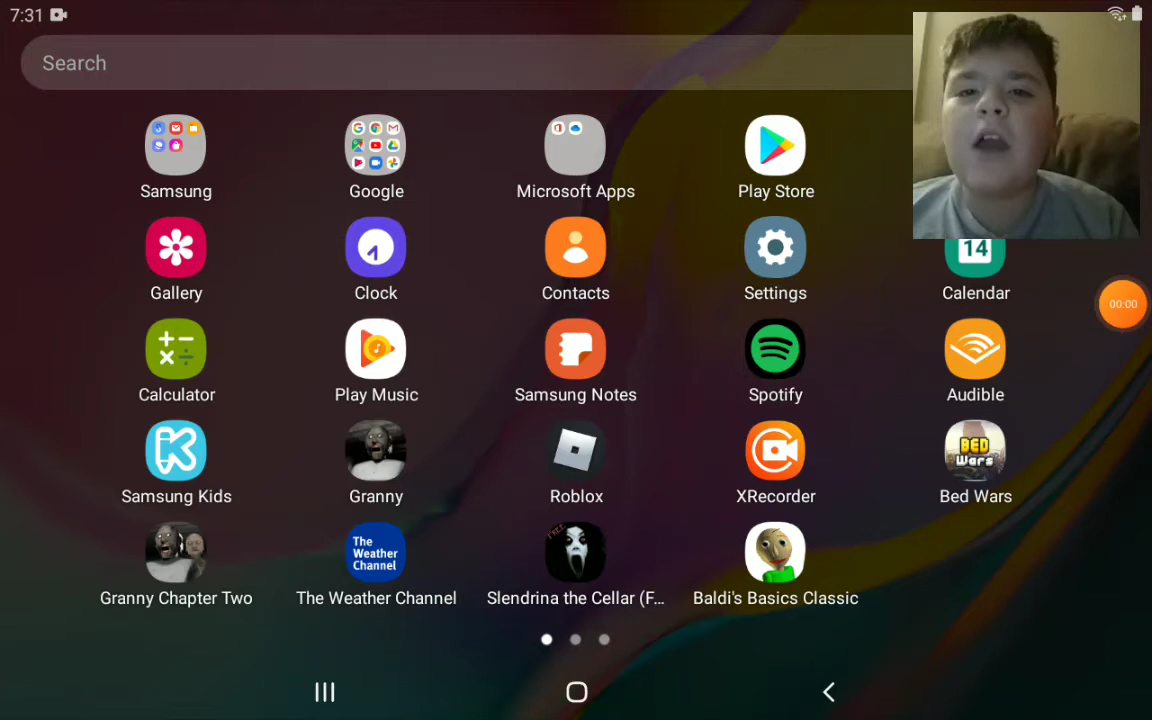 7:31
Search
Samsung
Google
Microsoft Apps
Play Store
14
Gallery
Clock
Contacts
Settings
Calendar
00:00
Calculator
Play Music
Samsung Notes
Spotify
Audible
BED
Wars
Samsung Kids
Granny
Roblox
XRecorder
Bed Wars
The
Weather
Channel
FREE
Granny Chapter Two
The Weather Channel
Slendrina the Cellar (F...
Baldi's Basics Classic